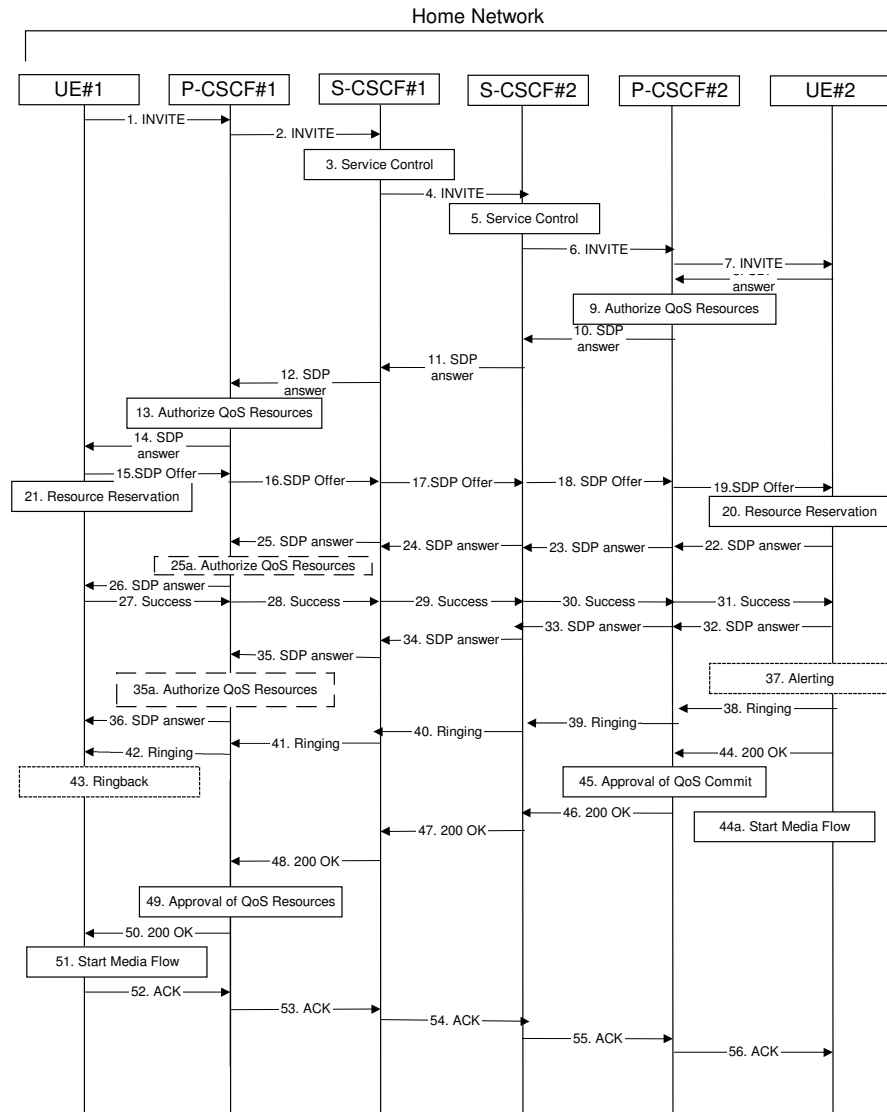 Home Network
UE#1
P-CSCF#1
S-CSCF#1
S-CSCF#2
P-CSCF#2
UE#2
1. INVITE
2. INVITE
3. Service Control
4. INVITE
5. Service Control
6. INVITE
7. INVITE
answer
9. Authorize QoS Resources
10. SDP
answer
11. SDP
answer
12. SDP
answer
13. Authorize QoS Resources
14. SDP
answer
15.SDP Offer
16.SDP Offer
17.SDP Offer
18. SDP Offer
19.SDP Offer
21. Resource Reservation
20. Resource Reservation
25. SDP answer
24. SDP answer
23. SDP answer
22. SDP answer
25a. Authorize QoS Resources
26. SDP answer
27. Success
28. Success
29. Success
30. Success
31. Success
33. SDP answer
32. SDP answer
34. SDP answer
35. SDP answer
37. Alerting
35a. Authorize QoS Resources
38. Ringing
36. SDP answer
39. Ringing
40. Ringing
41. Ringing
42. Ringing
44. 200 OK
43. Ringback
45. Approval of QoS Commit
46. 200 OK
44a. Start Media Flow
47. 200 OK
48. 200 OK
49. Approval of QoS Resources
50. 200 OK
51. Start Media Flow
52. ACK
53. ACK
54. ACK
55. ACK
56. ACK